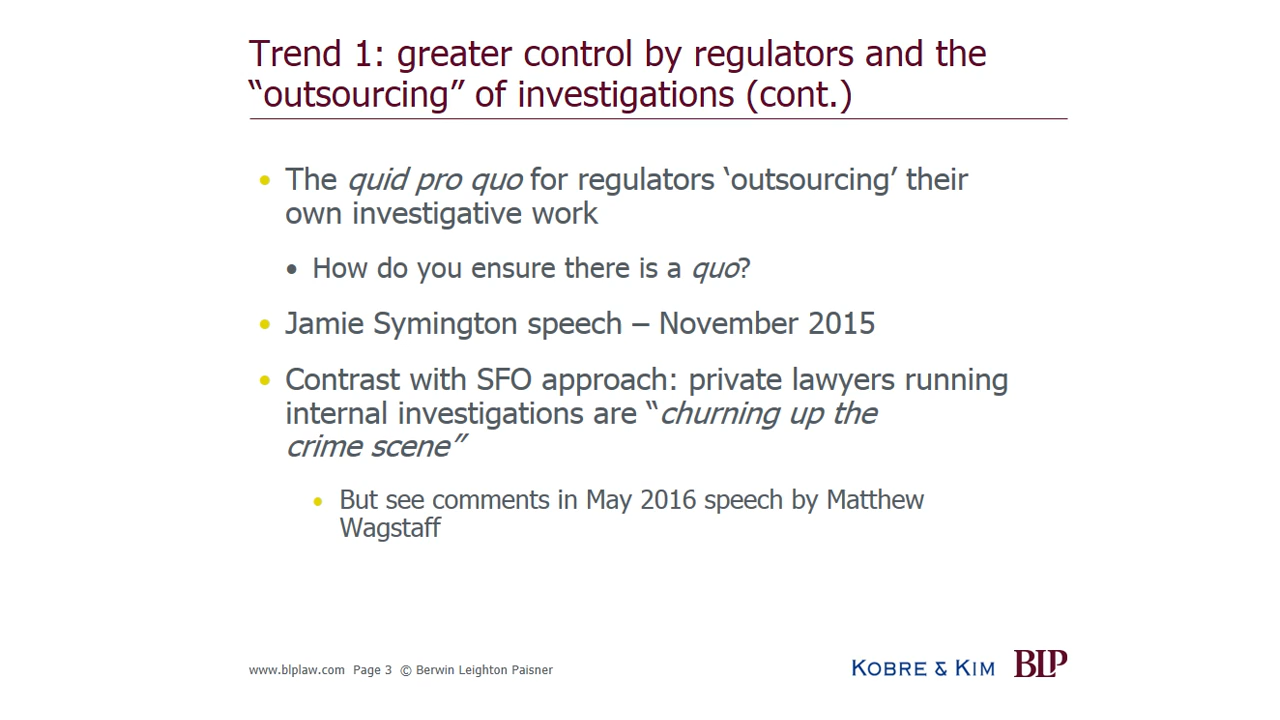 Trend 1: greater control by regulators and the
“outsourcing” of investigations (cont.)
• The quid pro quo for regulators ‘outsourcing’ their
own investigative work
• How do you ensure there is a quo?
• Jamie Symington speech – November 2015
• Contrast with SFO approach: private lawyers running
internal investigations are “churning up the
crime scene”
• But see comments in May 2016 speech by Matthew
Wagstaff
www.blplaw.com Page 3 © Berwin Leighton Paisner
KOBRE & KIM BLP